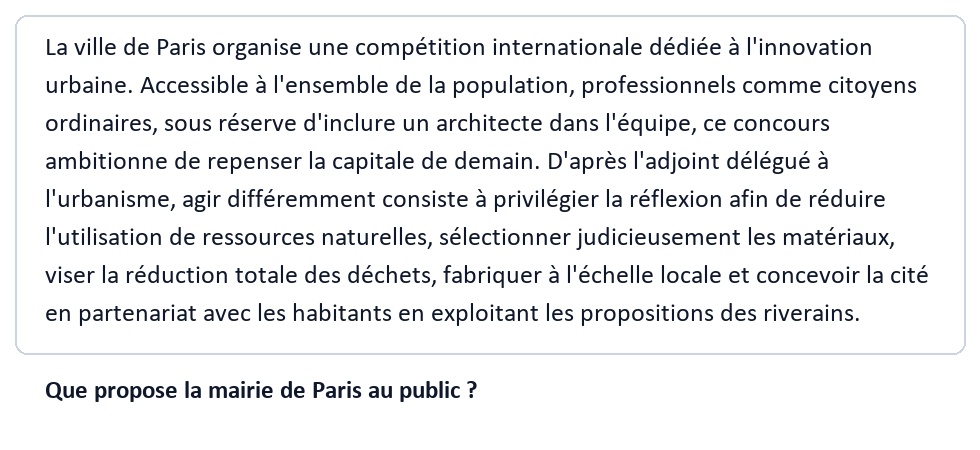 La ville de Paris organise une compétition internationale dédiée à l'innovation
urbaine. Accessible à l'ensemble de la population, professionnels comme citoyens
ordinaires, sous réserve d'inclure un architecte dans l'équipe, ce concours
ambitionne de repenser la capitale de demain. D'après l'adjoint délégué à
l'urbanisme, agir différemment consiste à privilégier la réflexion afin de réduire
l'utilisation de ressources naturelles, sélectionner judicieusement les matériaux,
viser la réduction totale des déchets, fabriquer à l'échelle locale et concevoir la cité
en partenariat avec les habitants en exploitant les propositions des riverains.
Que propose la mairie de Paris au public ?